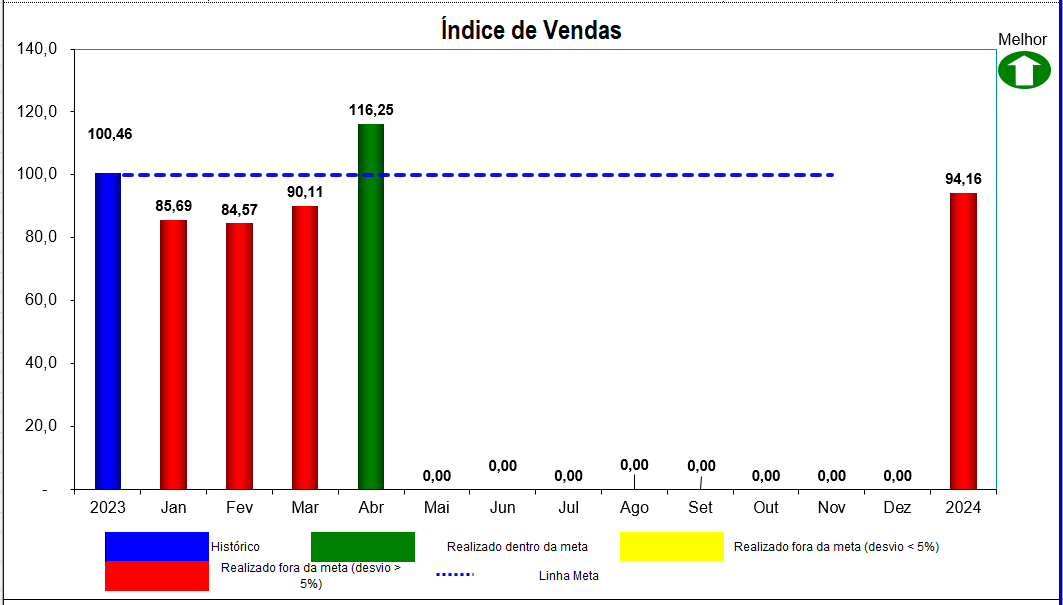 Índice de Vendas
Melhor
140,0
120,0
100,0
80,0
60,0
40,0
20,0
-
100,46
85,69
84,57
90,11
116,25
0,00
0,00
0,00
0,00
0,00
0,00
0,00
0,00
94,16
2023 Jan Fev Mar Abr Mai Jun Jul Ago Set Out Nov Dez 2024
Histórico
Realizado dentro da meta
Realizado fora da meta (desvio < 5%)
Realizado fora da meta (desvio >
5%)
Linha Meta